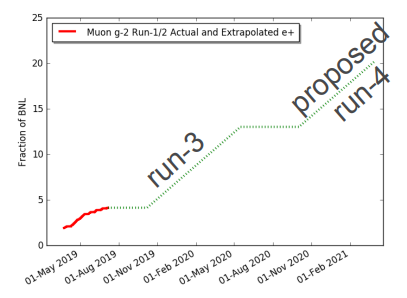 25
20
15
10
5
0
Fraction of BNL
Muon g-2 Run-1/2 Actual and Extrapolated e+
run-3
proposed
run-4
01-May 2019
01-Aug 2019
01-Nov 2019
01-Feb 2020
01-May 2020
01-Aug 2020
01-Nov 2020
01-Feb 2021